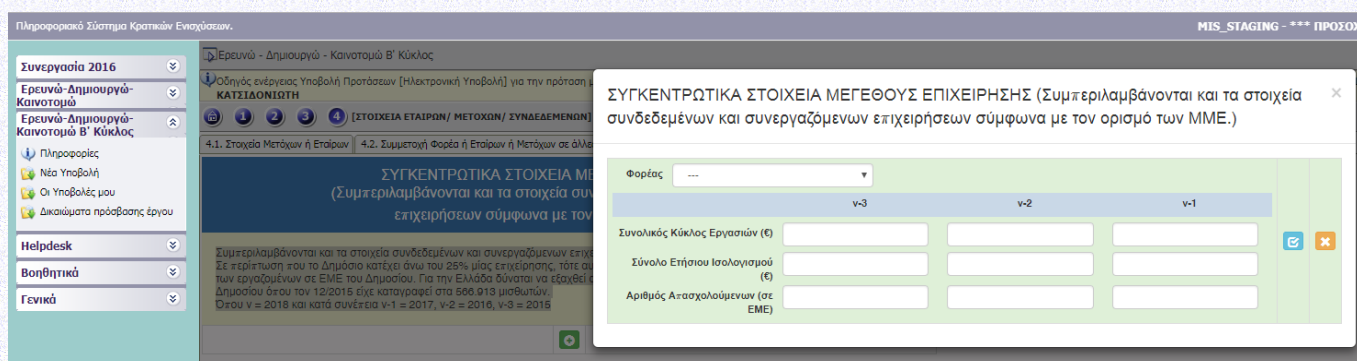 Πληροφοριακό Σύστημα Κρατικών Ενισχύσεων.
MIS_STAGING - *** ΠΡΟΣΟΧ
Συνεργασία 2016
Ερευνώ-Δημιουργώ-
Καινοτομώ
Ερευνώ-Δημιουργώ-
Καινοτομώ Β' Κύκλος
Πληροφορίες
Νέα Υποβολή
Οι Υποβολές μου
Δικαιώματα πρόσβασης έργου
Helpdesk
Βοηθητικά
Γενικά
Ερευνώ - Δημιουργώ - Καινοτομώ Β' Κύκλος
Οδηγός ενέργειας Υποβολή Προτάσεων [Ηλεκτρονική Υποβολή] για την πρόταση μ
ΚΑΤΣΙΔΟΝΙΩΤΗ
1 2 3 4 [ΣΤΟΙΧΕΙΑ ΕΤΑΙΡΩΝ/ ΜΕΤΟΧΩΝ/ ΣΥΝΔΕΔΕΜΕΝΩΝ]
4.1. Στοιχεία Μετόχων ή Εταίρων 4.2. Συμμετοχή Φορέα ή Εταίρων ή Μετόχων σε άλλε
ΣΥΓΚΕΝΤΡΩΤΙΚΑ ΣΤΟΙΧΕΙΑ ΜΕ
(Συμπεριλαμβάνονται και τα στοιχεία συν
επιχειρήσεων σύμφωνα με τον
Συμπεριλαμβάνονται και τα στοιχεία συνδεδεμένων και συνεργαζόμενων επιχε
Σε περίπτωση που το Δημόσιο κατέχει άνω του 25% μίας επιχείρησης, τότε αυ
των εργαζομένων σε ΕΜΕ του Δημοσίου. Για την Ελλάδα δύναται να εξαχθεί
Δημοσίου όπου τον 12/2015 είχε καταγραφεί στα 566.913 μισθωτών.
Όπου ν = 2018 και κατά συνέπεια ν-1 = 2017, ν-2 = 2016, ν-3 = 2015
ΣΥΓΚΕΝΤΡΩΤΙΚΑ ΣΤΟΙΧΕΙΑ ΜΕΓΕΘΟΥΣ ΕΠΙΧΕΙΡΗΣΗΣ (Συμπεριλαμβάνονται και τα στοιχεία
συνδεδεμένων και συνεργαζόμενων επιχειρήσεων σύμφωνα με τον ορισμό των ΜΜΕ.)
Φορέας ---
ν-3 ν-2 ν-1
Συνολικός Κύκλος Εργασιών (€)
Σύνολο Ετήσιου Ισολογισμού
(€)
Αριθμός Απασχολούμενων (σε
ΕΜΕ)